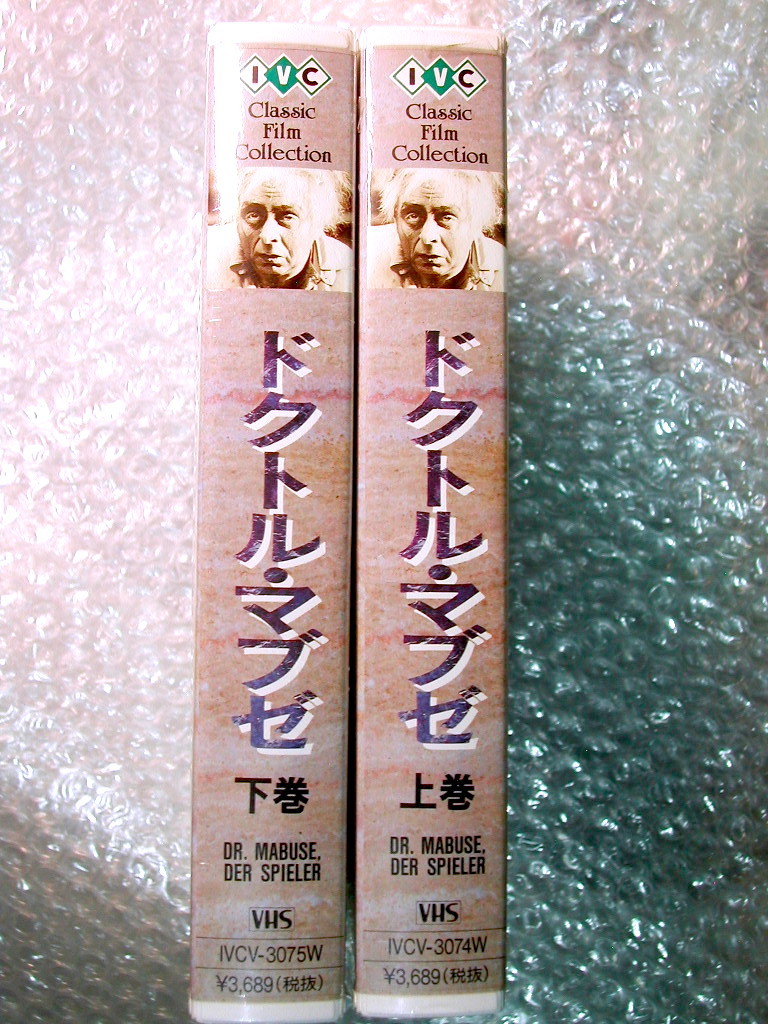 IVC
Classic
Film
Collection
ドクトル・マブゼ
下巻
DR. MABUSE,
DER SPIELER
VHS
IVCV-3075W
¥3,689(税抜)
IVC
Classic
Film
Collection
ドクトル・マブゼ
上巻
DR. MABUSE,
DER SPIELER
VHS
IVCV-3074W
¥3,689(税抜)